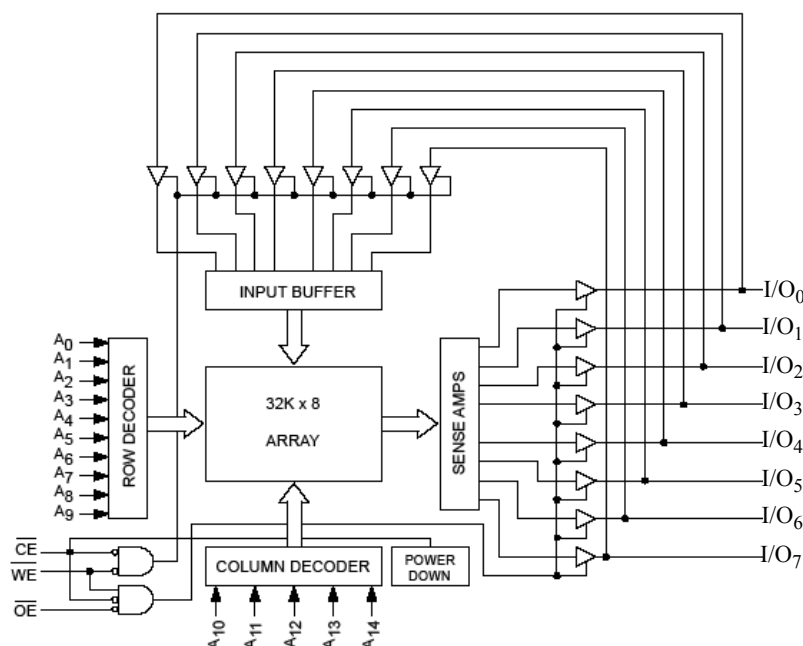 INPUT BUFFER
I/O0
I/O1
I/O2
I/O3
I/O4
I/O5
I/O6
I/O7
A0
A1
A2
A3
A4
A5
A6
A7
A8
A9
ROW DECODER
32K x 8
ARRAY
SENSE AMPS
CE
WE
OE
COLUMN DECODER
POWER
DOWN
A10
A11
A12
A13
A14